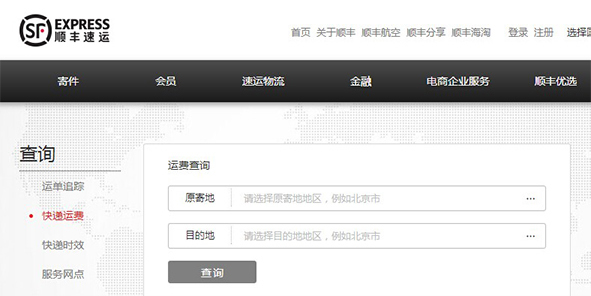 SF EXPRESS
顺丰速运
首页 关于顺丰 顺丰航空 顺丰分享 顺丰海淘 登录 注册 选择国
寄件 会员 速运物流 金融 电商企业服务 顺丰优选
查询
运单追踪
快递运费
快递时效
服务网点
运费查询
原寄地 请选择原寄地地区，例如北京市 ...
目的地 请选择目的地地区，例如北京市 ...
查询